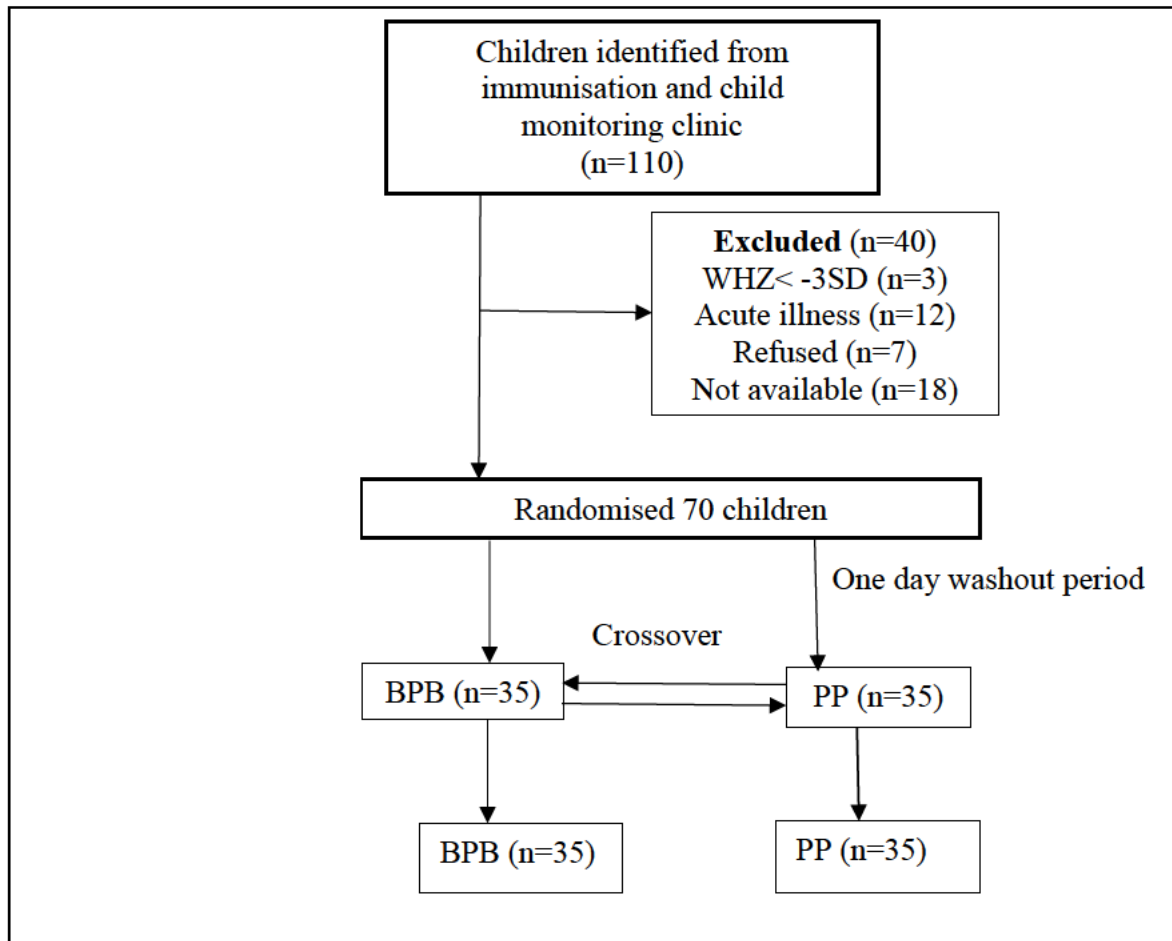 Children identified from
immunisation and child
monitoring clinic
(n=110)
Excluded (n=40)
WHZ< -3SD (n=3)
Acute illness (n=12)
Refused (n=7)
Not available (n=18)
Randomised 70 children
One day washout period
Crossover
BPB (n=35)
PP (n=35)
BPB (n=35)
PP (n=35)